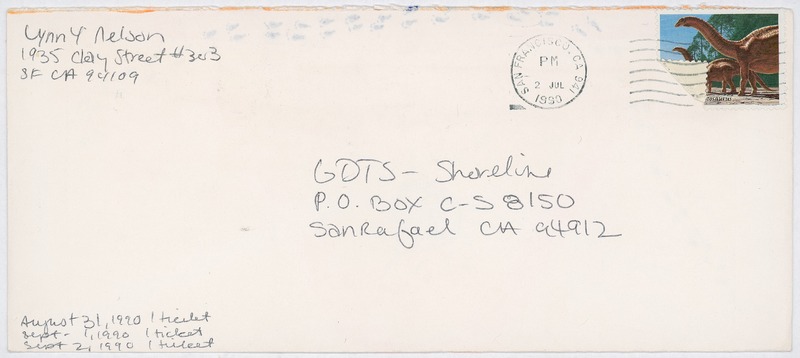 Lynn Y Nelson
1935 Clay Street #303
SF CA 94109
SAN FRANCISCO, CA 941
PM
2 JUL
1990
GDTS - Shoreline
P.O. BOX C-S 8150
San Rafael CA 94912
August 31, 1990 1 ticket
Sept. 1, 1990 1 ticket
Sept 2, 1990 1 ticket